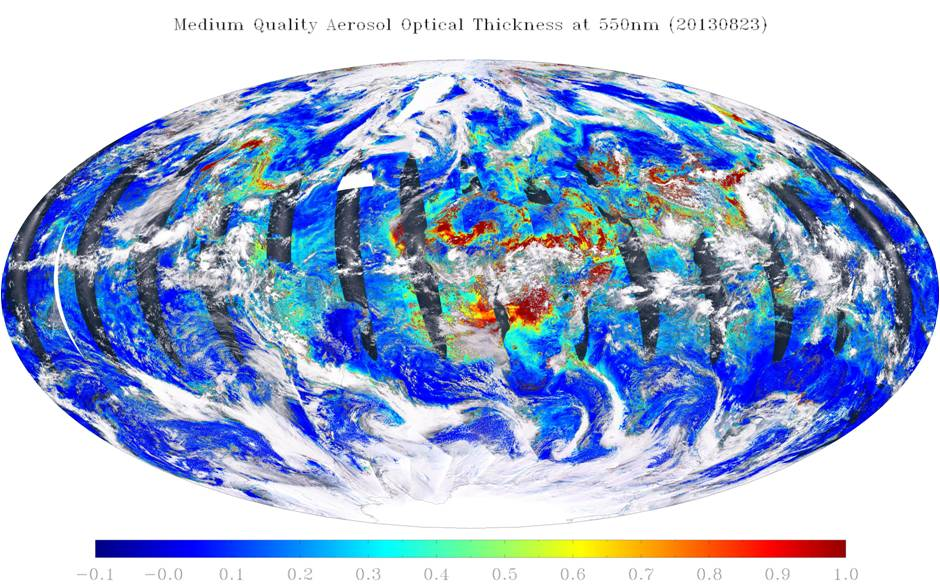 Medium Quality Aerosol Optical Thickness at 550nm (20130823)
−0.1 −0.0 0.1 0.2 0.3 0.4 0.5 0.6 0.7 0.8 0.9 1.0